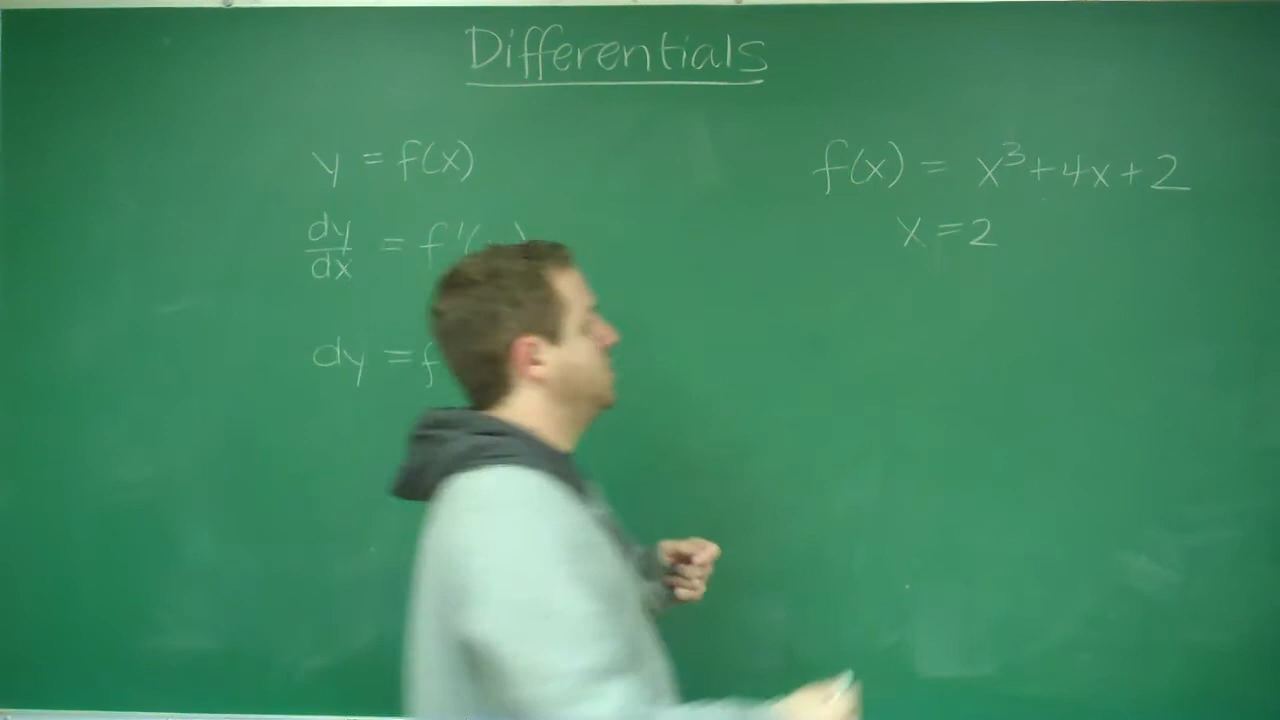 Differentials
y = f(x)
dy/dx = f'(
dy = f
f(x) = x³+4x+2
x = 2